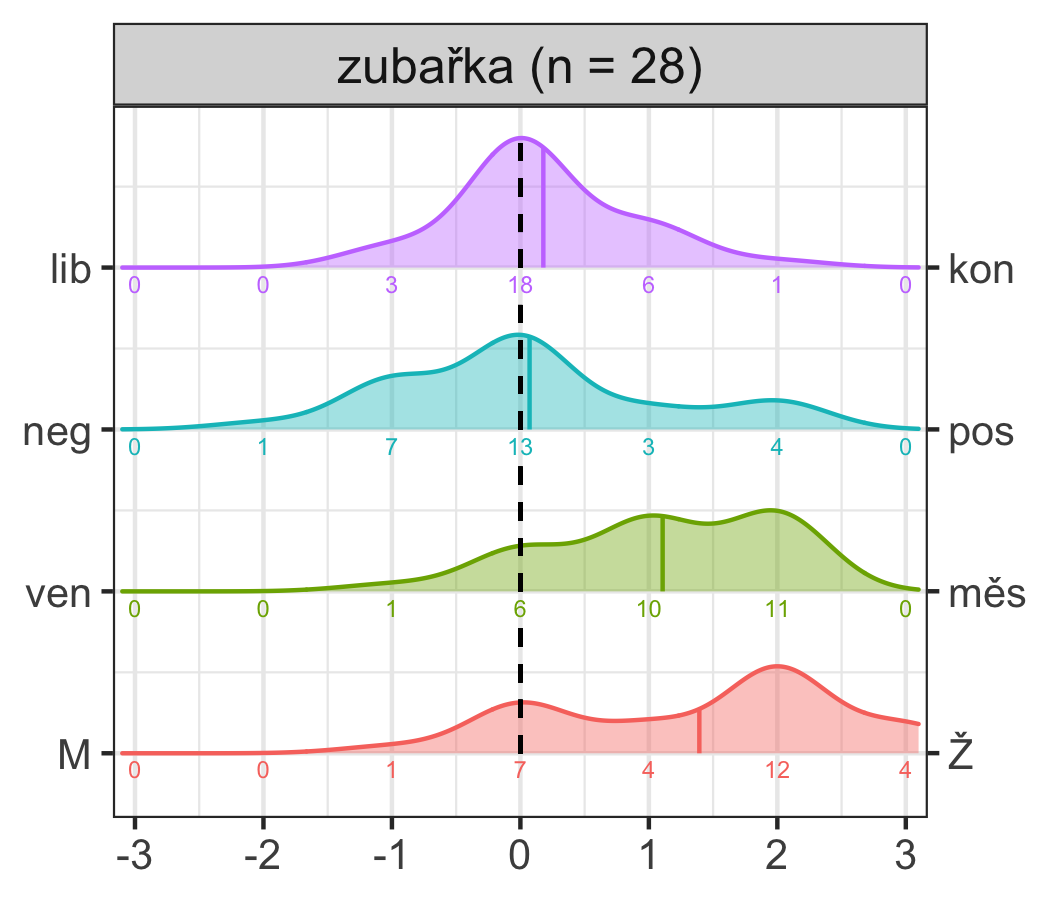 zubařka (n = 28)
lib kon
0 0 3 18 6 1 0
neg pos
0 1 7 13 3 4 0
ven měs
0 0 1 6 10 11 0
M Ž
0 0 1 7 4 12 4
-3 -2 -1 0 1 2 3